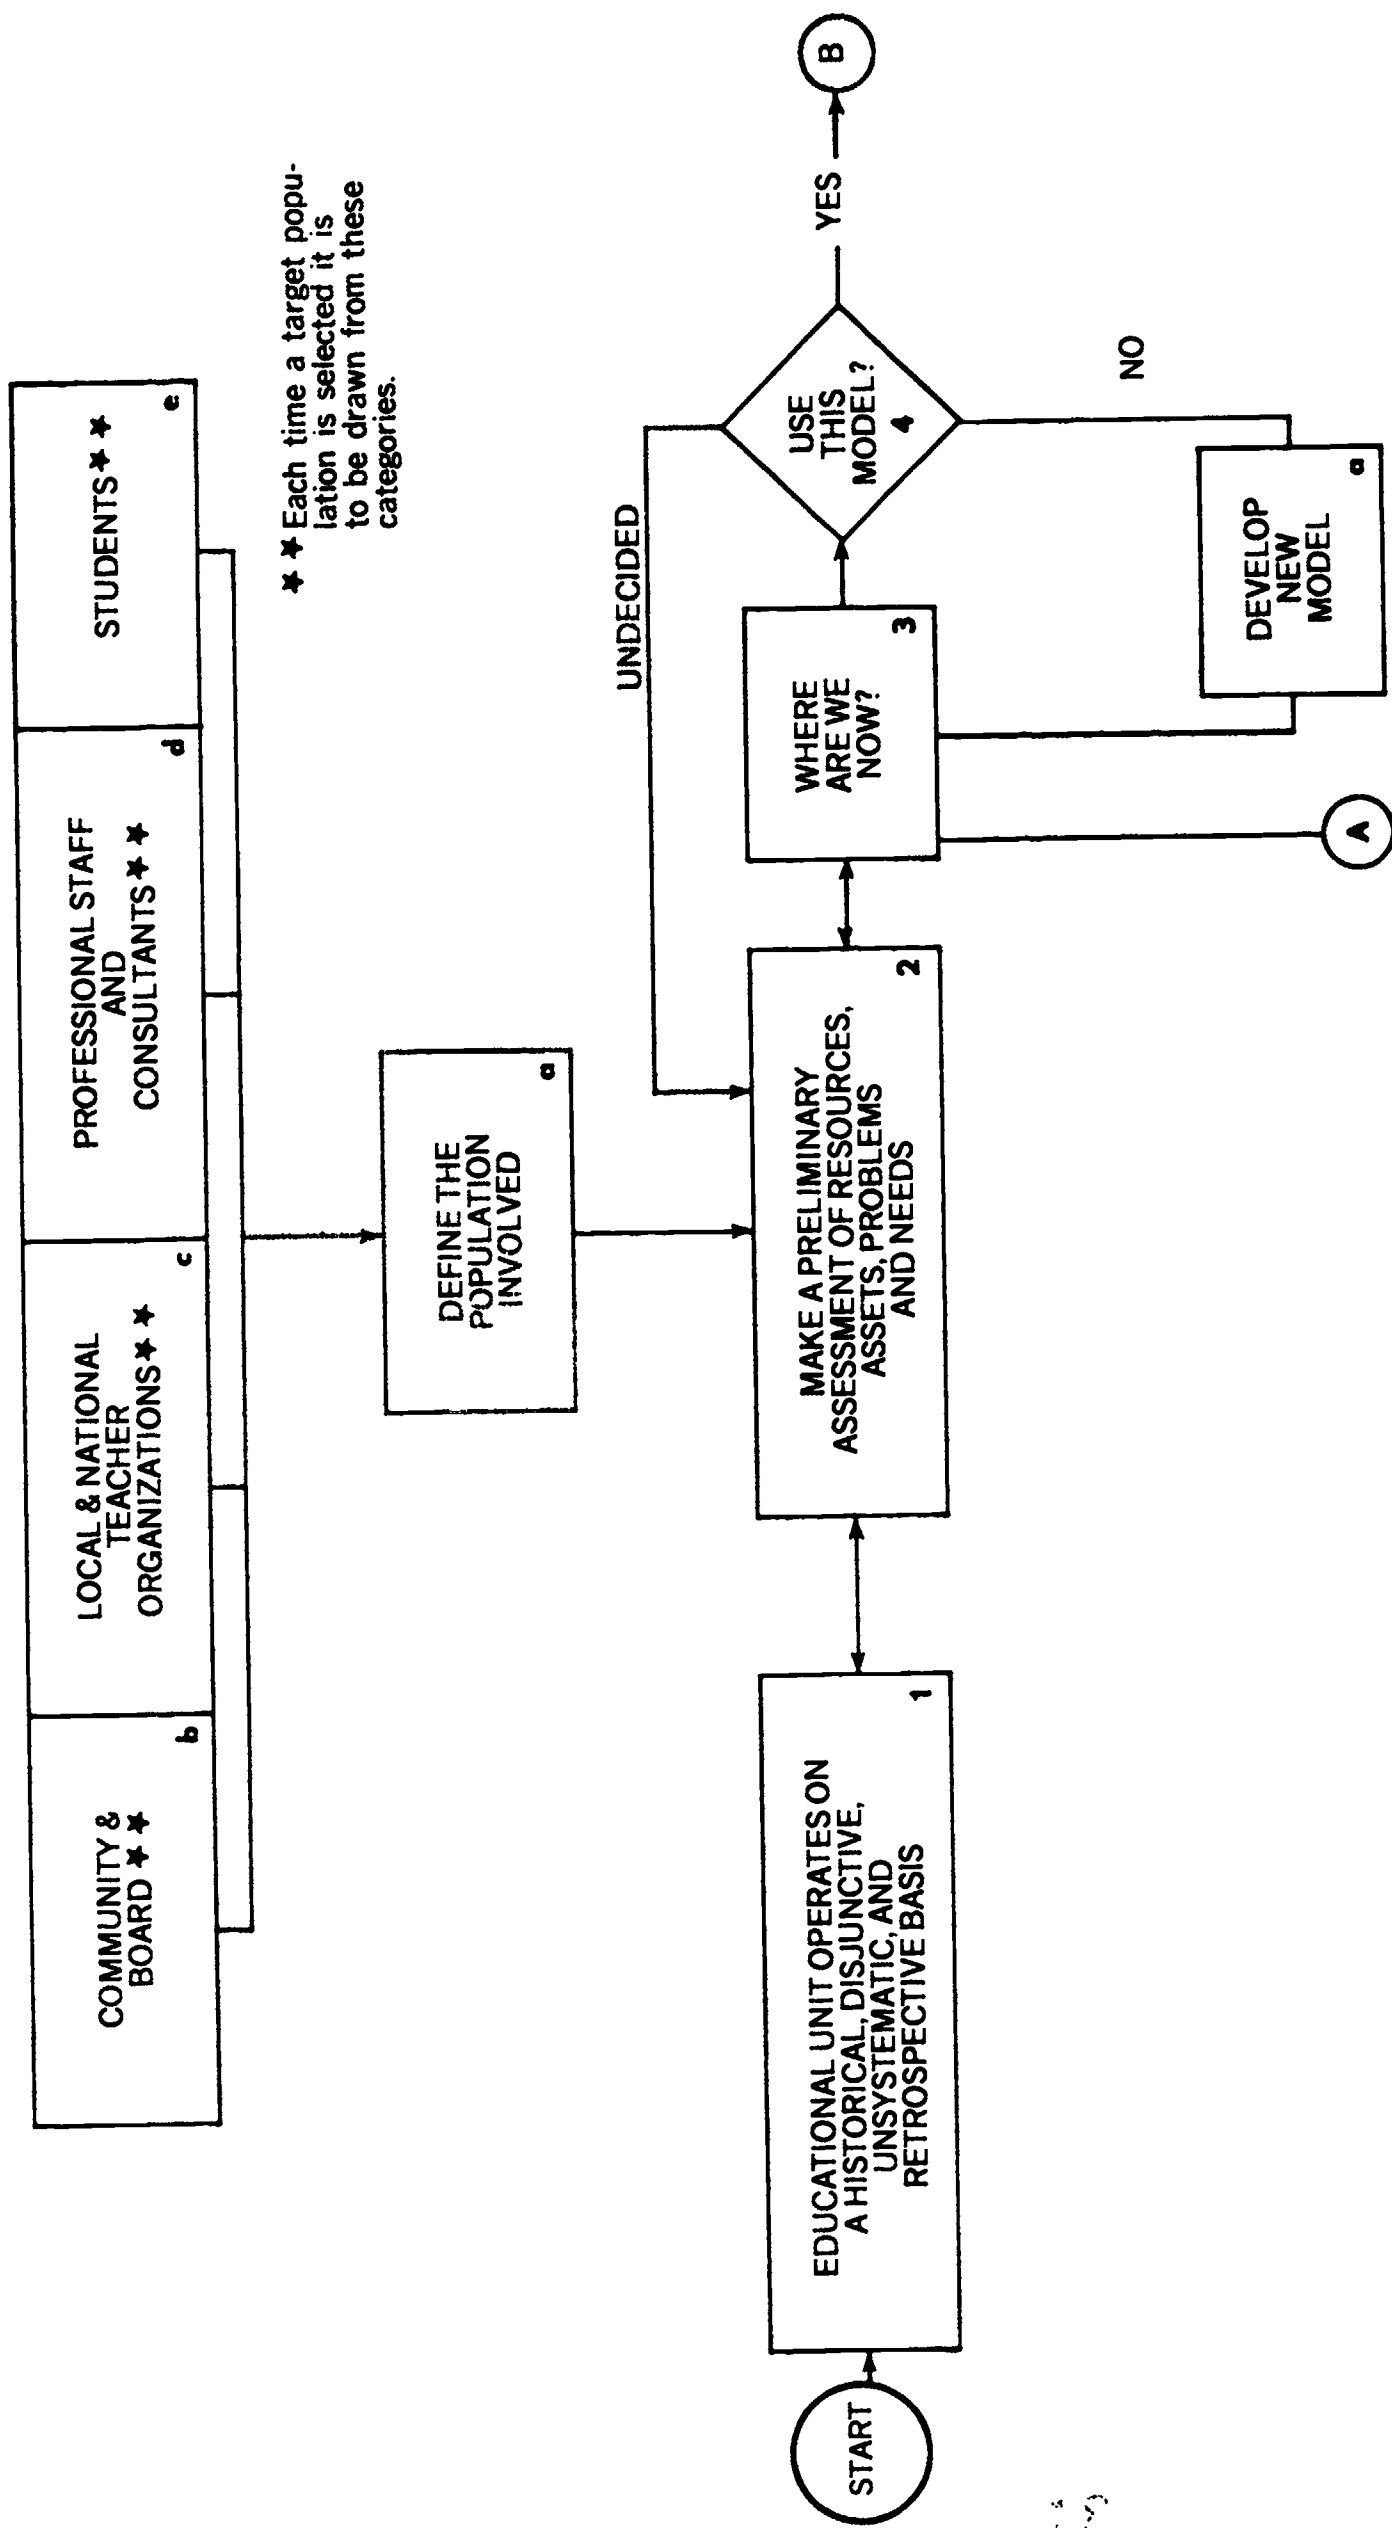 COMMUNITY &
BOARD ★★
b
LOCAL & NATIONAL
TEACHER
ORGANIZATIONS★★
c
PROFESSIONAL STAFF
AND
CONSULTANTS★★
d
STUDENTS★★
e
★★Each time a target popu-
lation is selected it is
to be drawn from these
categories.
DEFINE THE
POPULATION
INVOLVED
a
UNDECIDED
START
EDUCATIONAL UNIT OPERATES ON
A HISTORICAL, DISJUNCTIVE,
UNSYSTEMATIC, AND
RETROSPECTIVE BASIS
1
MAKE A PRELIMINARY
ASSESSMENT OF RESOURCES,
ASSETS, PROBLEMS
AND NEEDS
2
WHERE
ARE WE
NOW?
3
USE
THIS
MODEL?
4
YES
B
NO
DEVELOP
NEW
MODEL
a
A